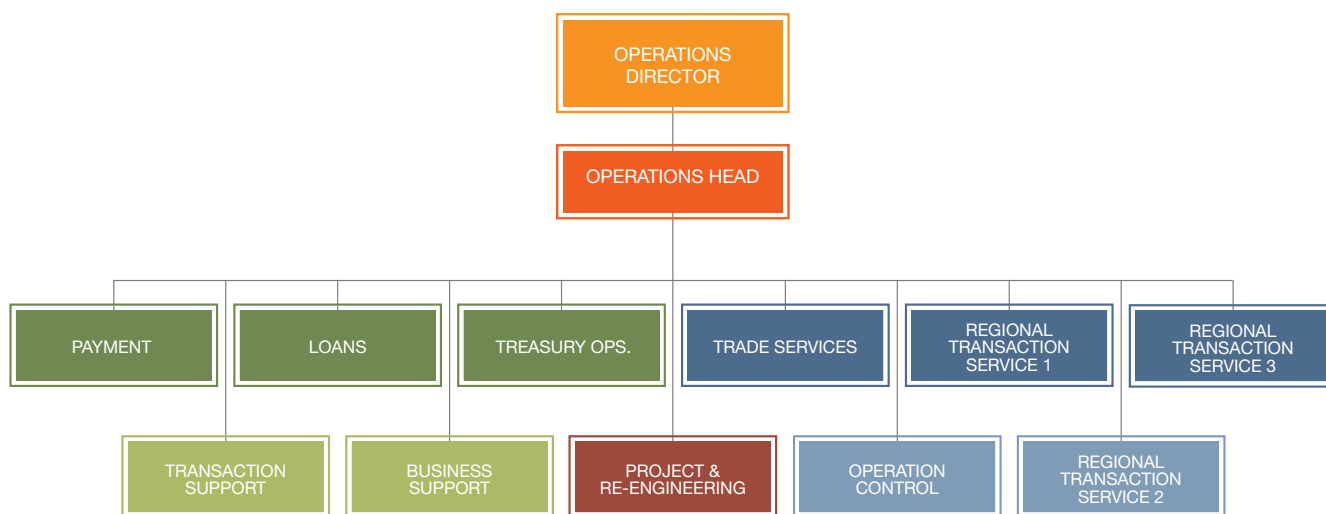 OPERATIONS
DIRECTOR
OPERATIONS HEAD
PAYMENT
LOANS
TREASURY OPS.
TRADE SERVICES
REGIONAL
TRANSACTION
SERVICE 1
REGIONAL
TRANSACTION
SERVICE 3
TRANSACTION
SUPPORT
BUSINESS
SUPPORT
PROJECT &
RE-ENGINEERING
OPERATION
CONTROL
REGIONAL
TRANSACTION
SERVICE 2